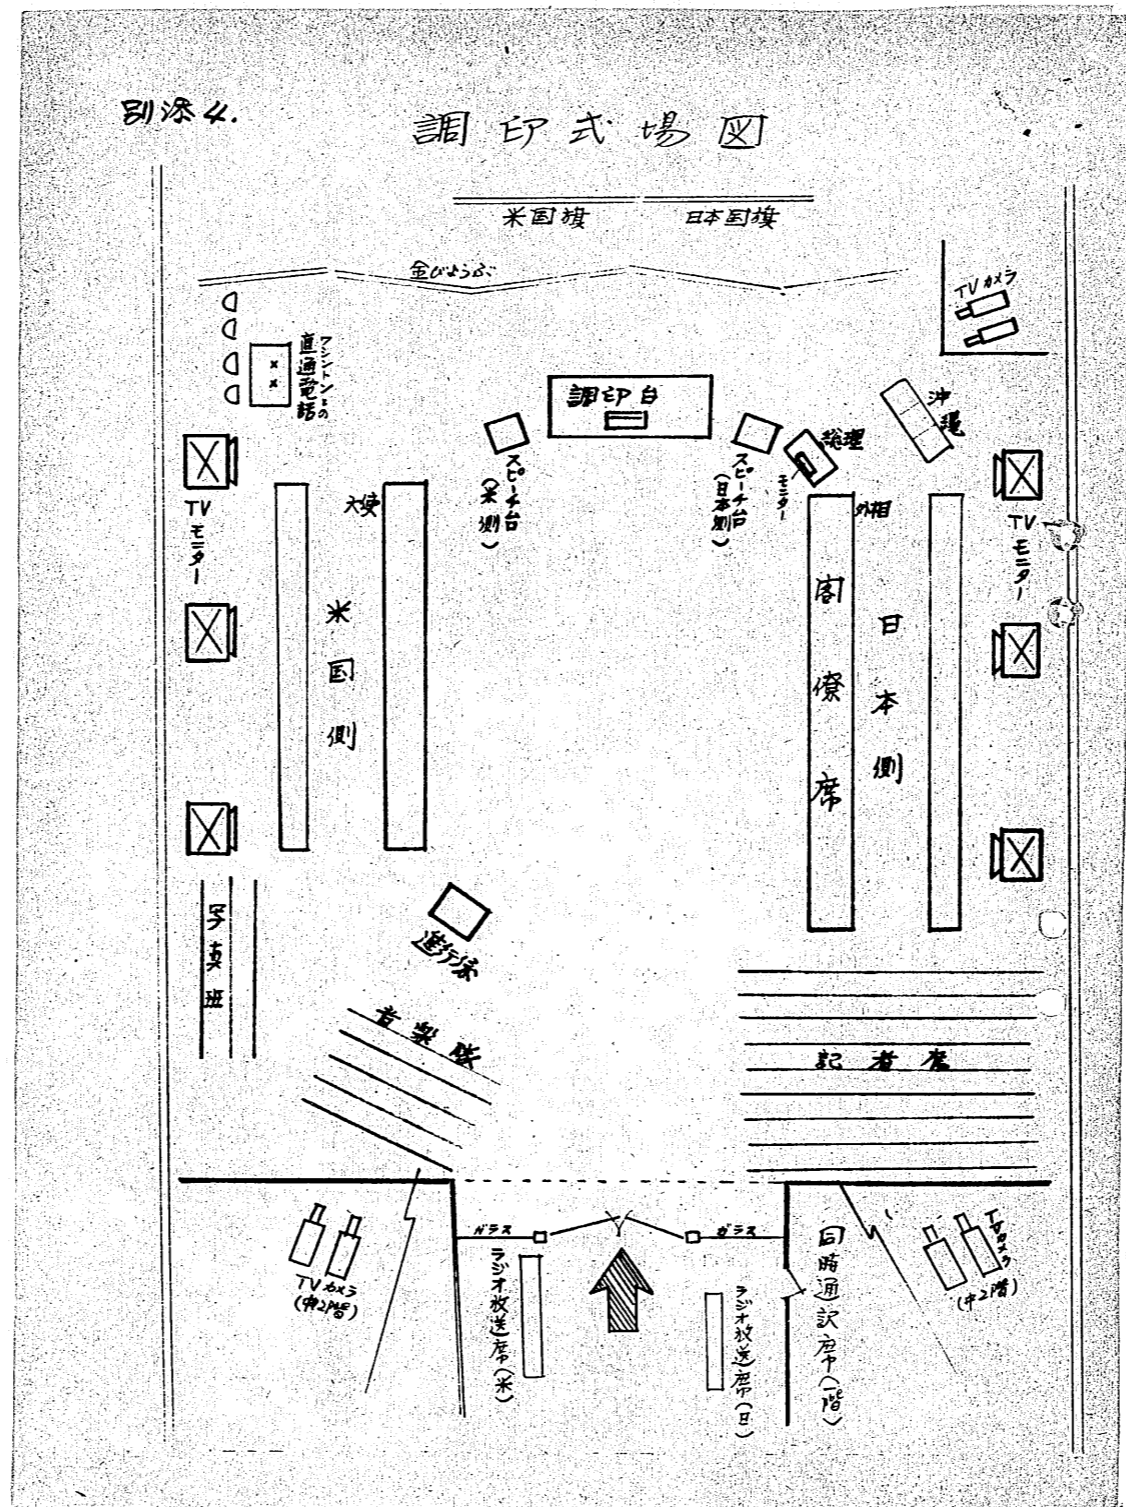 別添4.
調印式場図
米国旗
日本国旗
金びょうぶ
TVカメラ
ワシントンとの
直通電話
調印台
スピーチ台
(米側)
スピーチ台
(日本側)
総理
モニター
沖縄
TVモニター
大使
米国側
外相
閣僚席
日本側
TVモニター
写真班
進行係
音楽隊
記者席
ガラス
ガラス
TVカメラ
(中2階)
ラジオ放送席(米)
ラジオ放送席(日)
同時通訳席(一階)
TVカメラ
(中2階)